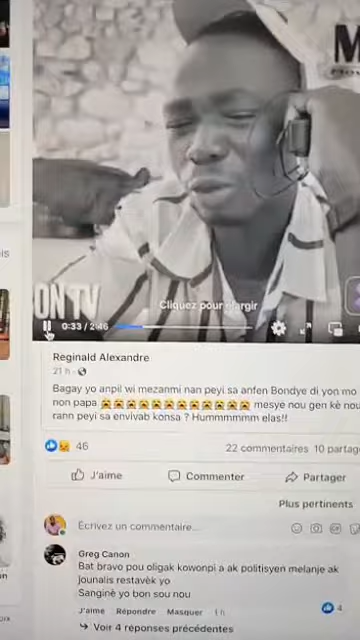 M
ON TV
Cliquez pour élargir
0:33 / 2:46
Reginald Alexandre
21 h
Bagay yo anpil wi mezanmi nan peyi sa anfen Bondye di yon mo
non papa 😭😭😭😭😭😭😭😭😭😭😭😭 mesye nou gen kè nou
rann peyi sa envivab konsa ? Hummmmmm elas!!
46
22 commentaires 10 partag
J'aime
Commenter
Partager
Plus pertinents
Écrivez un commentaire...
Greg Canon
Bat bravo pou oligak kowonpi a ak politisyen melanje ak
jounalis restavèk yo
Sanginè yo bon sou nou
J'aime Répondre Masquer 1 h
4
Voir 4 réponses précédentes